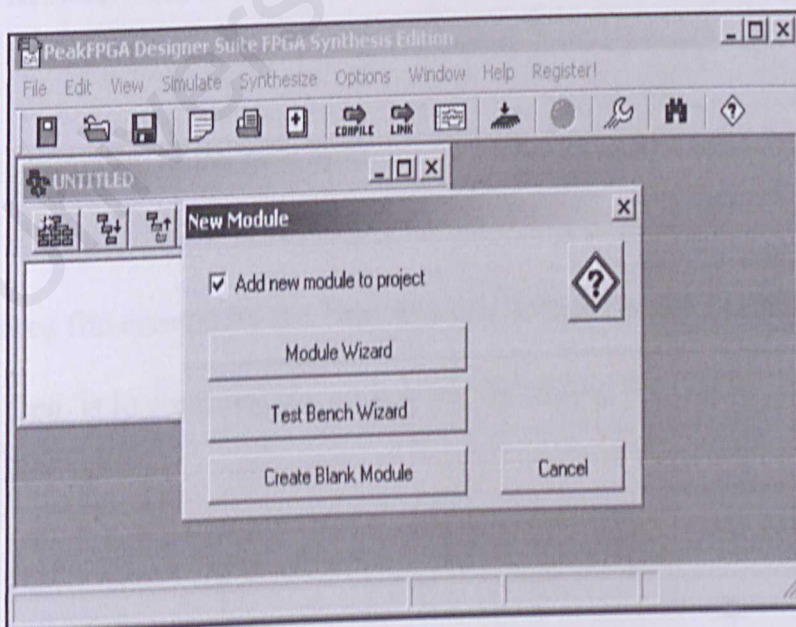 PeakFPGA Designer Suite FPGA Synthesis Edition
File Edit View Simulate Synthesize Options Window Help Register!
COMPILE LINK
UNTITLED
New Module
Add new module to project
Module Wizard
Test Bench Wizard
Create Blank Module
Cancel